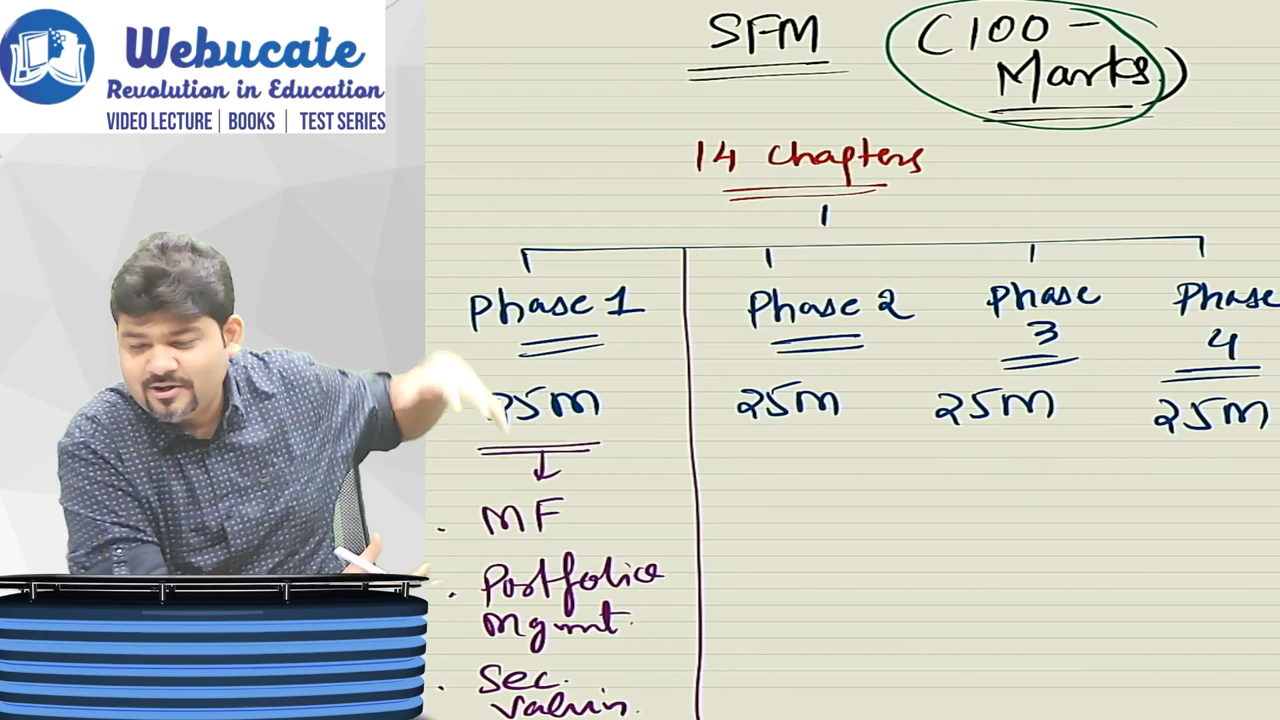 Webucate
Revolution in Education
VIDEO LECTURE | BOOKS | TEST SERIES
SFM (100-
Marks)
14 chapters
Phase 1 Phase 2 Phase Phase
3 4
25M 25M 25M 25M
. MF
. Portfolio
Mgmt.
. Sec.